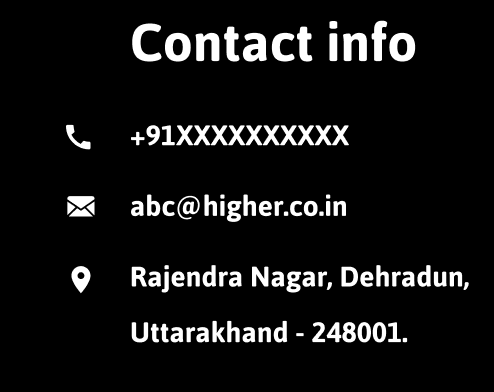 Contact info
+91XXXXXXXXXX
abc@higher.co.in
Rajendra Nagar, Dehradun,
Uttarakhand - 248001.